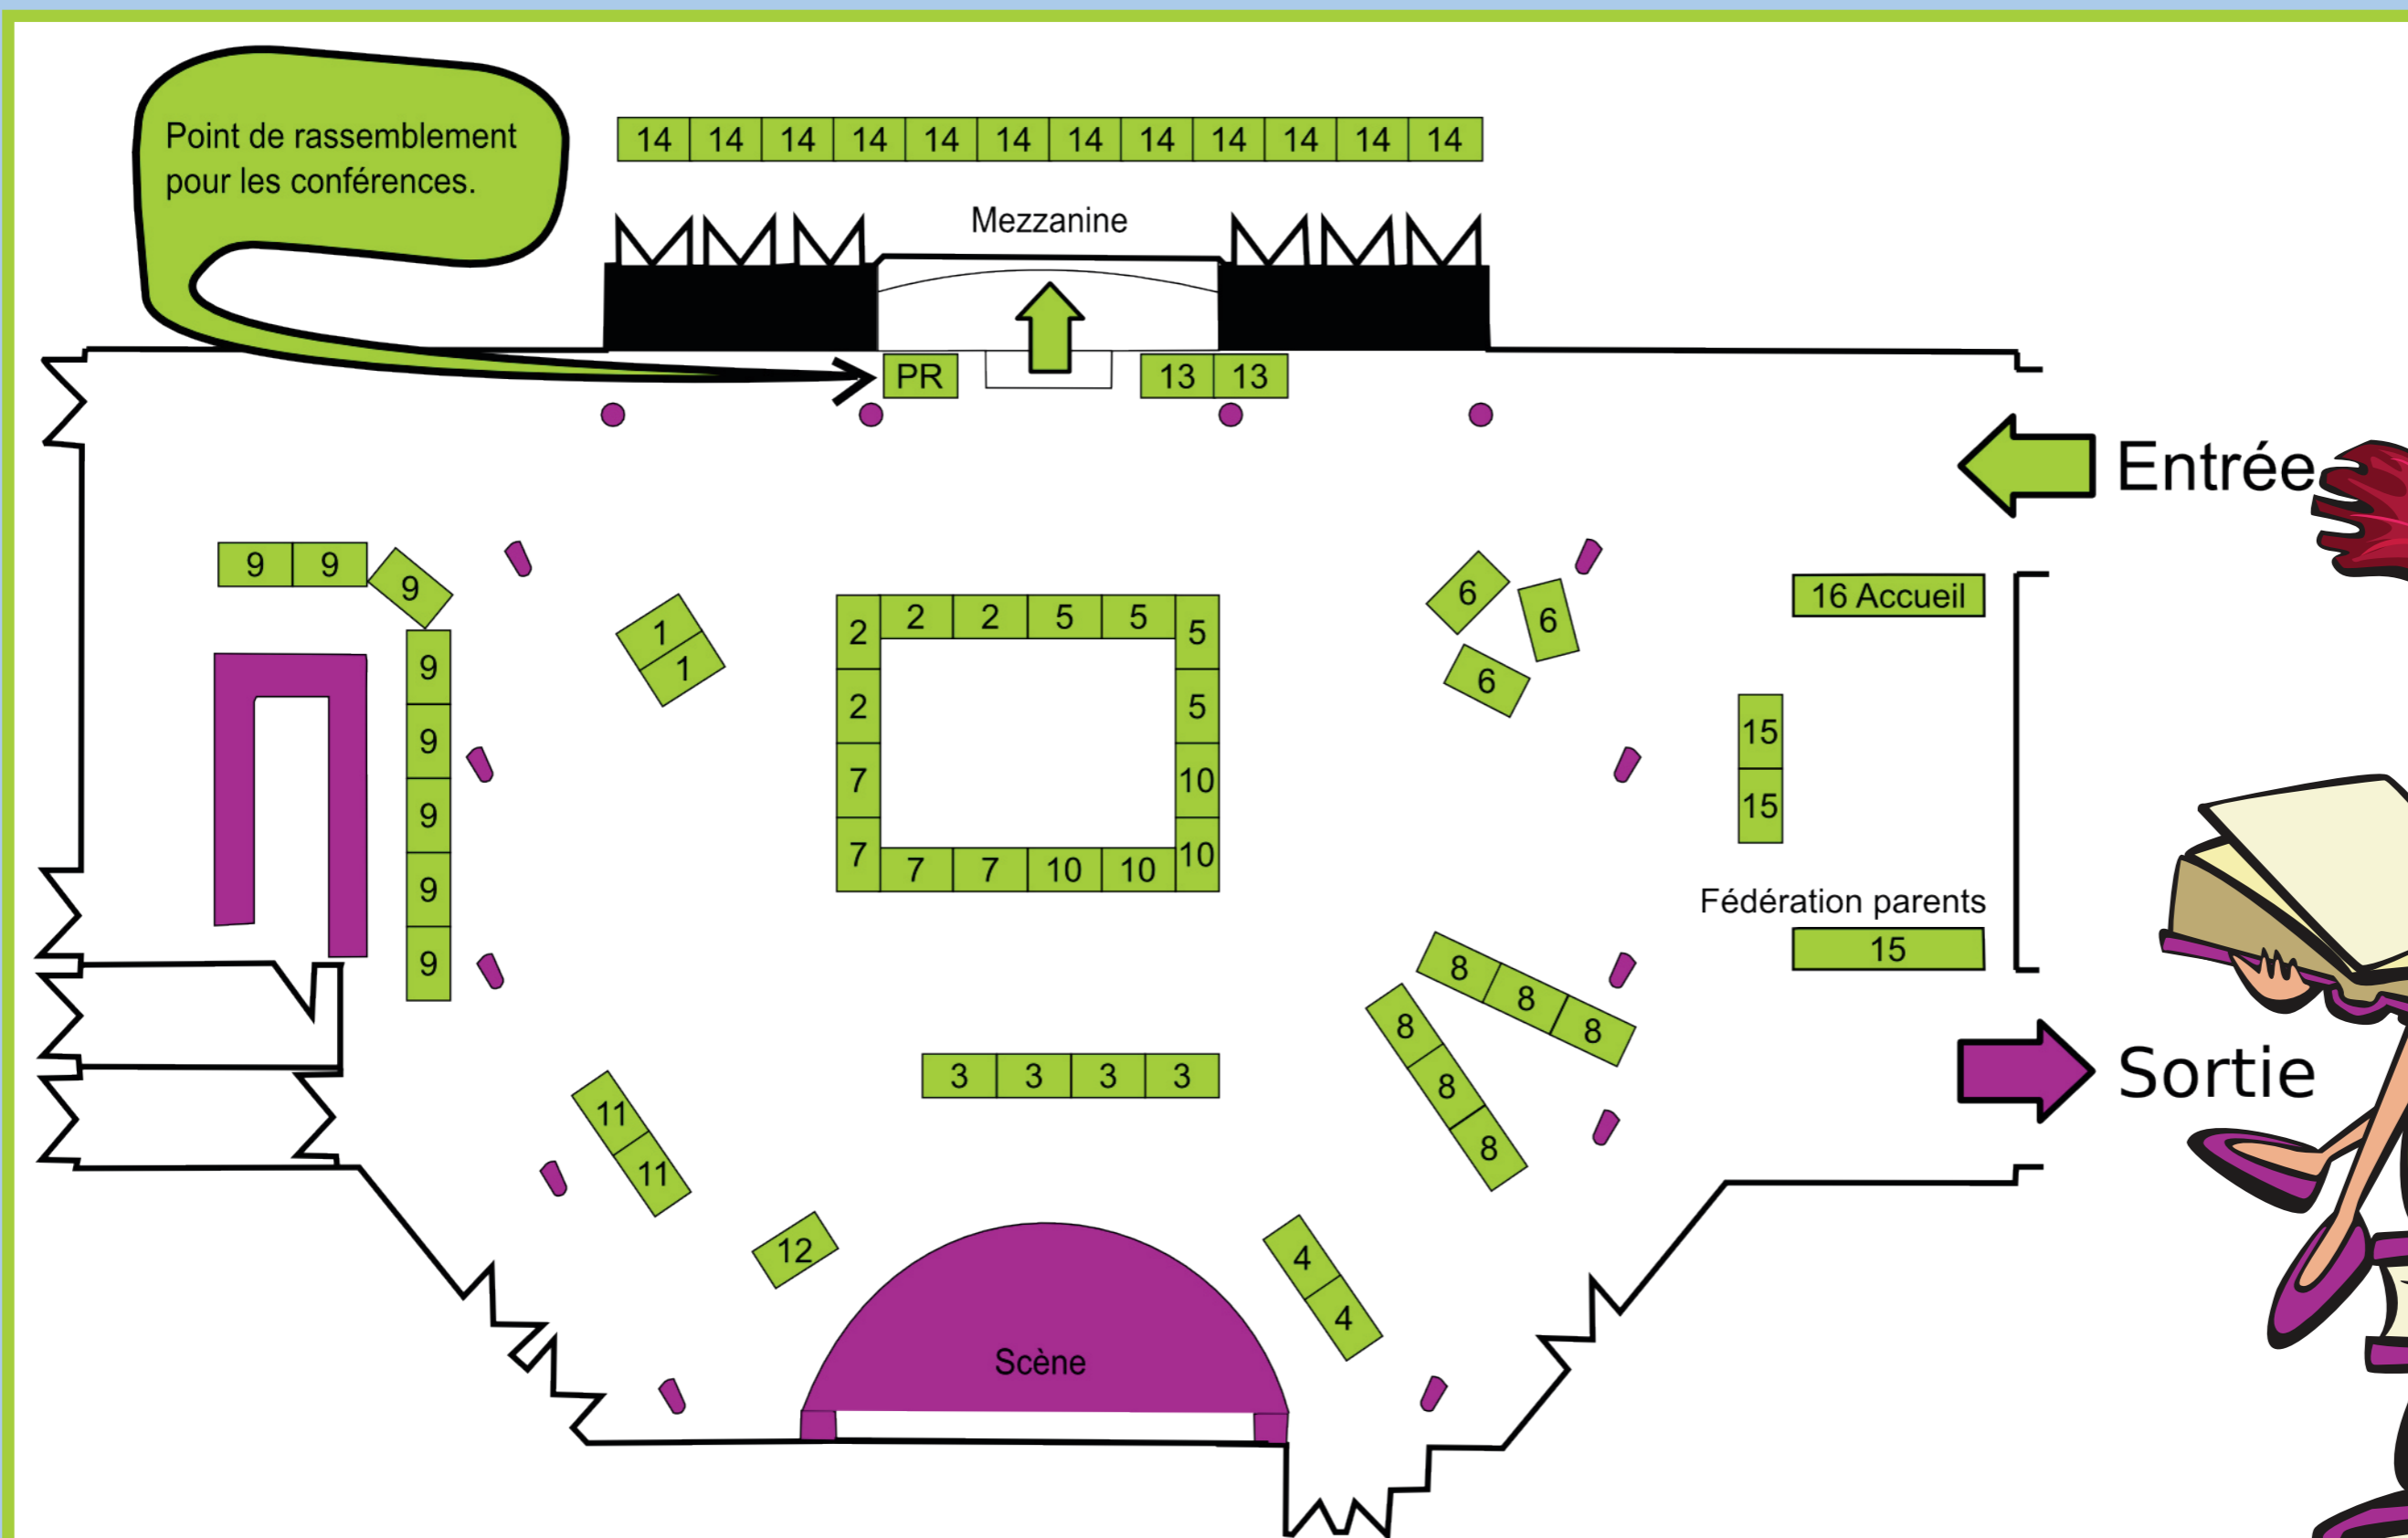 Point de rassemblement
pour les conférences.
14 14 14 14 14 14 14 14 14 14 14 14
Mezzanine
PR
13 13
Entrée
9 9 9
1
1
2 2 2 5 5 5
6
6
6
16 Accueil
9
9
9
9
9
2
7
7
5
10
10
7 7 10 10
15
15
Fédération parents
15
8 8 8
8
8
8
3 3 3 3
Sortie
11
11
12
4
4
Scène